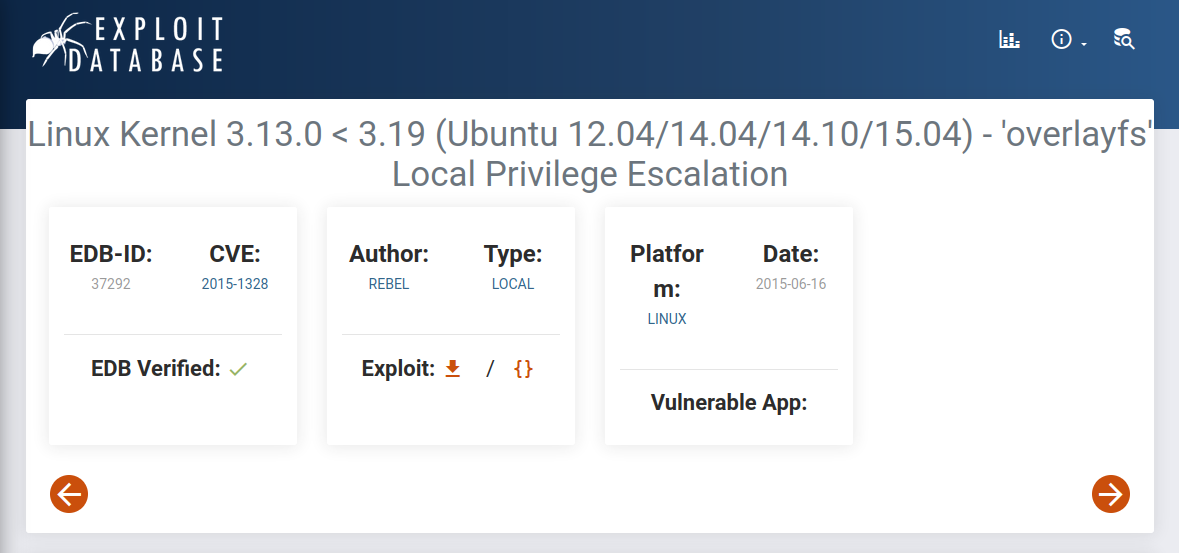 EXPLOIT
DATABASE
Linux Kernel 3.13.0 < 3.19 (Ubuntu 12.04/14.04/14.10/15.04) - 'overlayfs'
Local Privilege Escalation
EDB-ID:
37292
CVE:
2015-1328
EDB Verified:
Author:
REBEL
Type:
LOCAL
Exploit: / {}
Platfor
m:
LINUX
Date:
2015-06-16
Vulnerable App: